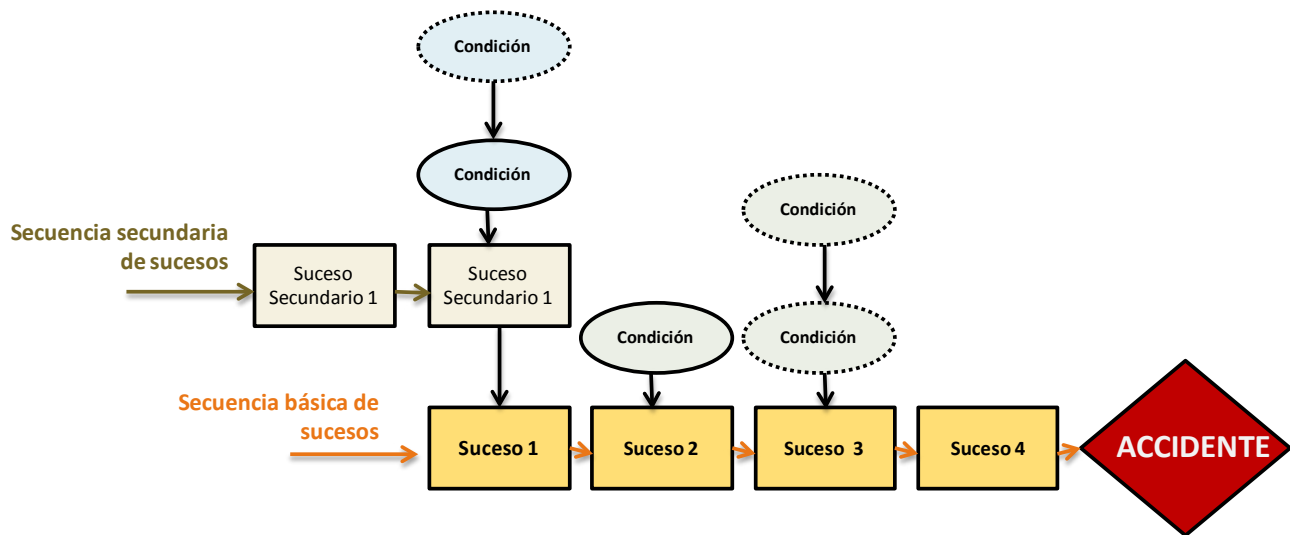 Condición
Condición
Condición
Secuencia secundaria
de sucesos
Suceso
Secundario 1
Suceso
Secundario 1
Condición
Condición
Secuencia básica de
sucesos
Suceso 1
Suceso 2
Suceso 3
Suceso 4
ACCIDENTE